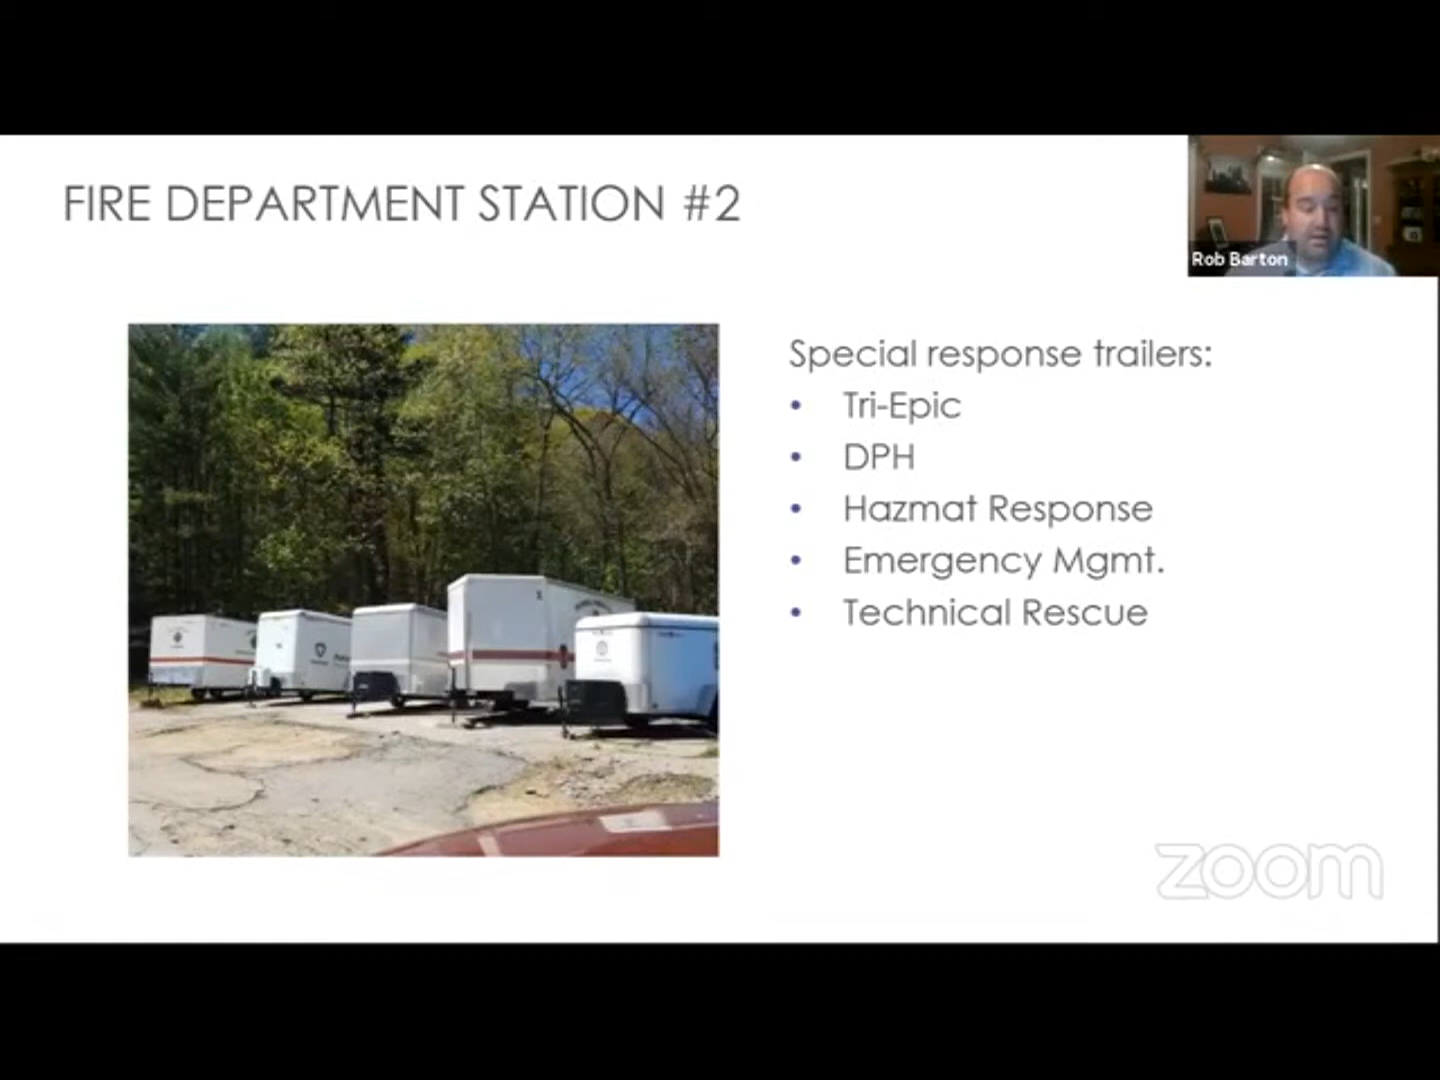 FIRE DEPARTMENT STATION #2
Rob Barton
Special response trailers:
• Tri-Epic
• DPH
• Hazmat Response
• Emergency Mgmt.
• Technical Rescue
zoom